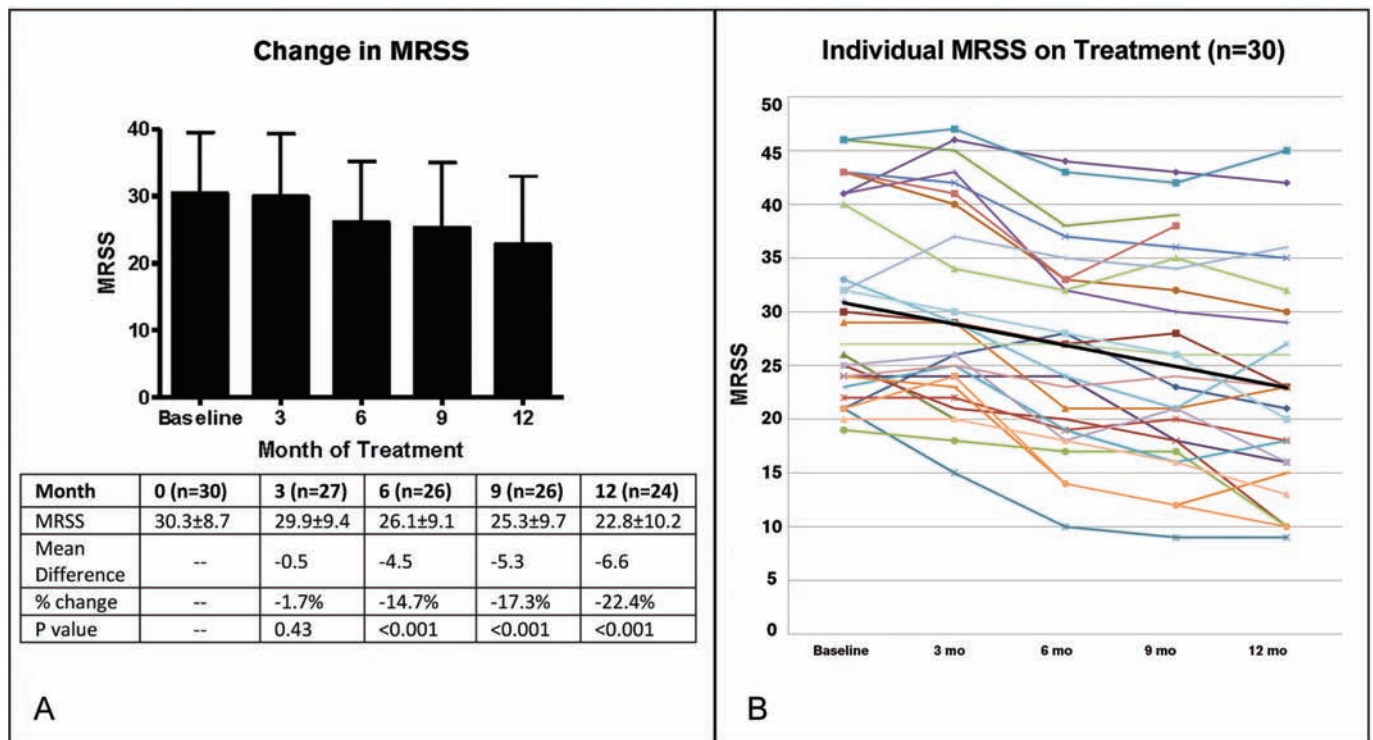 Change in MRSS
MRSS
40
30
20
10
0
Baseline 3 6 9 12
Month of Treatment
Month 0 (n=30) 3 (n=27) 6 (n=26) 9 (n=26) 12 (n=24)
MRSS 30.3±8.7 29.9±9.4 26.1±9.1 25.3±9.7 22.8±10.2
Mean
Difference -- -0.5 -4.5 -5.3 -6.6
% change -- -1.7% -14.7% -17.3% -22.4%
P value -- 0.43 <0.001 <0.001 <0.001
A
Individual MRSS on Treatment (n=30)
MRSS
50
45
40
35
30
25
20
15
10
5
0
Baseline 3 mo 6 mo 9 mo 12 mo
B